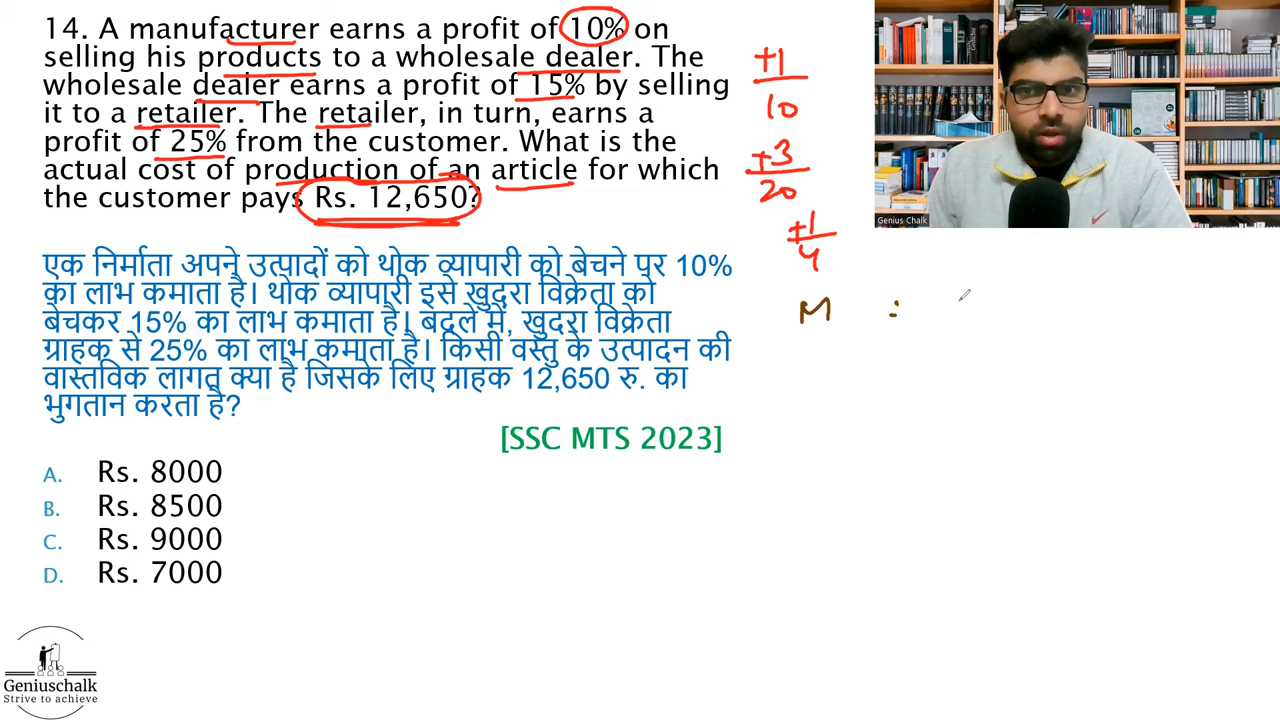 14. A manufacturer earns a profit of 10% on
selling his products to a wholesale dealer. The
wholesale dealer earns a profit of 15% by selling
it to a retailer. The retailer, in turn, earns a
profit of 25% from the customer. What is the
actual cost of production of an article for which
the customer pays Rs. 12,650?
+1
10
+3
20
+1
4
M :
Genius Chalk
एक निर्माता अपने उत्पादों को थोक व्यापारी को बेचने पर 10%
का लाभ कमाता है। थोक व्यापारी इसे खुदरा विक्रेता को
बेचकर 15% का लाभ कमाता है। बदले में, खुदरा विक्रेता
ग्राहक से 25% का लाभ कमाता है। किसी वस्तु के उत्पादन की
वास्तविक लागत क्या है जिसके लिए ग्राहक 12,650 रु. का
भुगतान करता है?
[SSC MTS 2023]
A. Rs. 8000
B. Rs. 8500
C. Rs. 9000
D. Rs. 7000
Geniuschalk
Strive to achieve